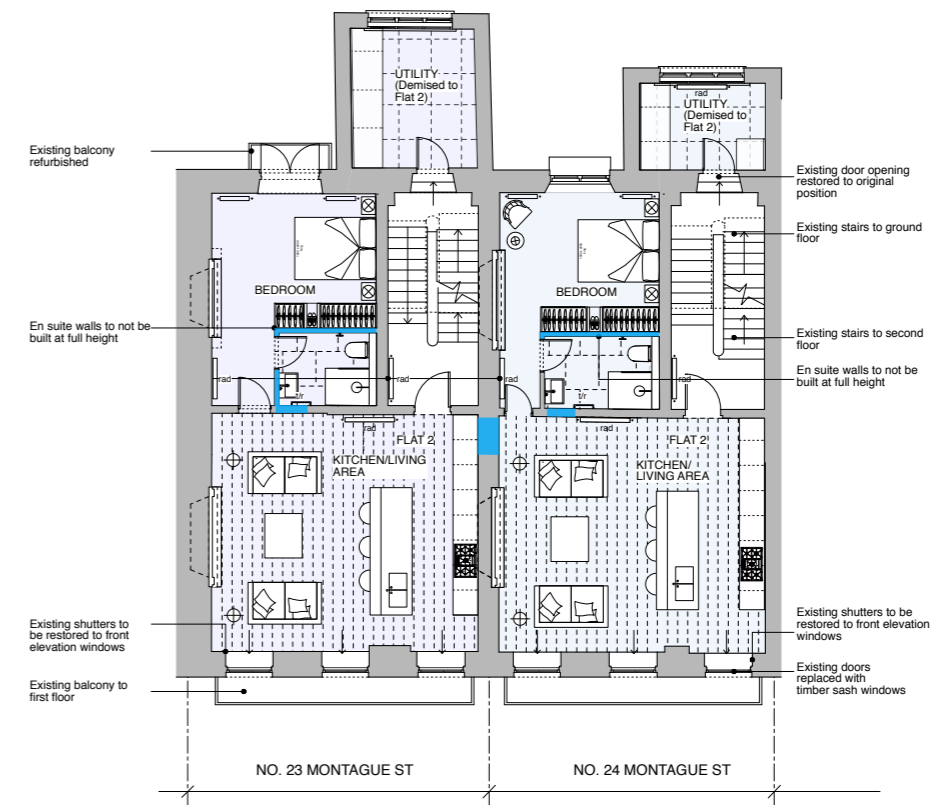 UTILITY
(Demised to
Flat 2)
rad
UTILITY
(Demised to
Flat 2)
Existing balcony
refurbished
Existing door opening
restored to original
position
Existing stairs to ground
floor
BEDROOM
BEDROOM
En suite walls to not be
built at full height
Existing stairs to second
floor
En suite walls to not be
built at full height
rad
rad
rad
rad
t/r
t/r
rad
rad
FLAT 2
KITCHEN/LIVING
AREA
FLAT 2
KITCHEN/
LIVING AREA
Existing shutters to
be restored to front
elevation windows
Existing shutters to be
restored to front elevation
windows
Existing balcony to
first floor
Existing doors
replaced with
timber sash windows
NO. 23 MONTAGUE ST
NO. 24 MONTAGUE ST